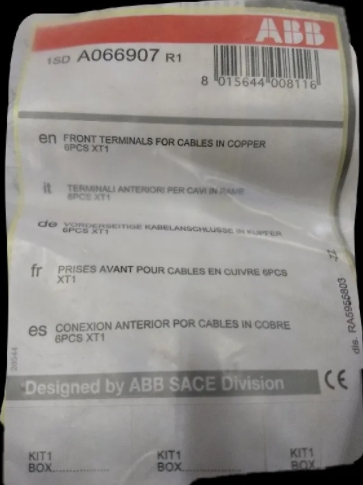 ABB
1SD A066907 R1
8 015644 008116
en FRONT TERMINALS FOR CABLES IN COPPER
6PCS XT1
it TERMINALI ANTERIORI PER CAVI IN RAME
6PCS XT1
de VORDERSEITIGE KABELANSCHLUSSE IN KUPFER
6PCS XT1
fr PRISES AVANT POUR CABLES EN CUIVRE 6PCS
XT1
es CONEXION ANTERIOR POR CABLES IN COBRE
6PCS XT1
dis. RA5955803
Designed by ABB SACE Division CE
KIT1 KIT1 KIT1
BOX............... BOX............... BOX.........